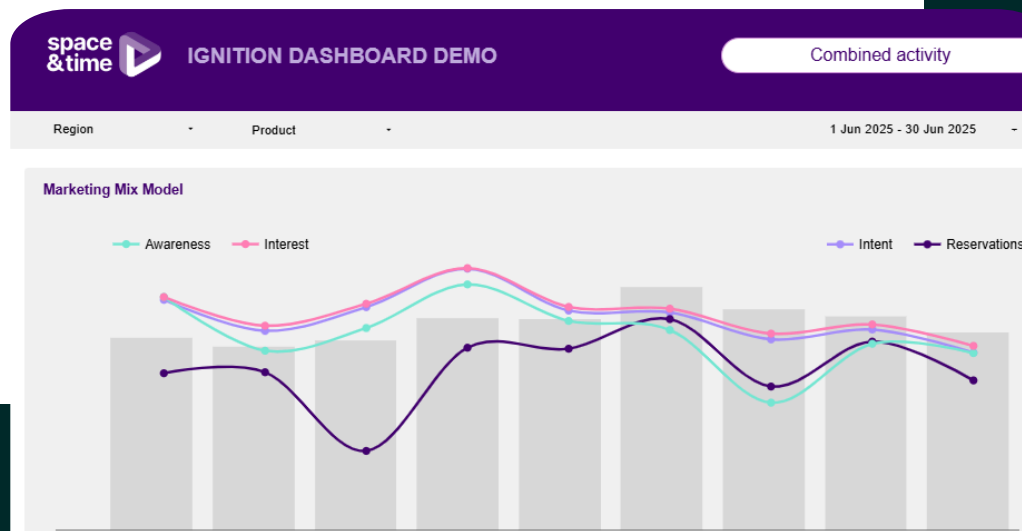 space
&time
IGNITION DASHBOARD DEMO
Combined activity
Region
Product
1 Jun 2025 - 30 Jun 2025
Marketing Mix Model
Awareness
Interest
Intent
Reservations